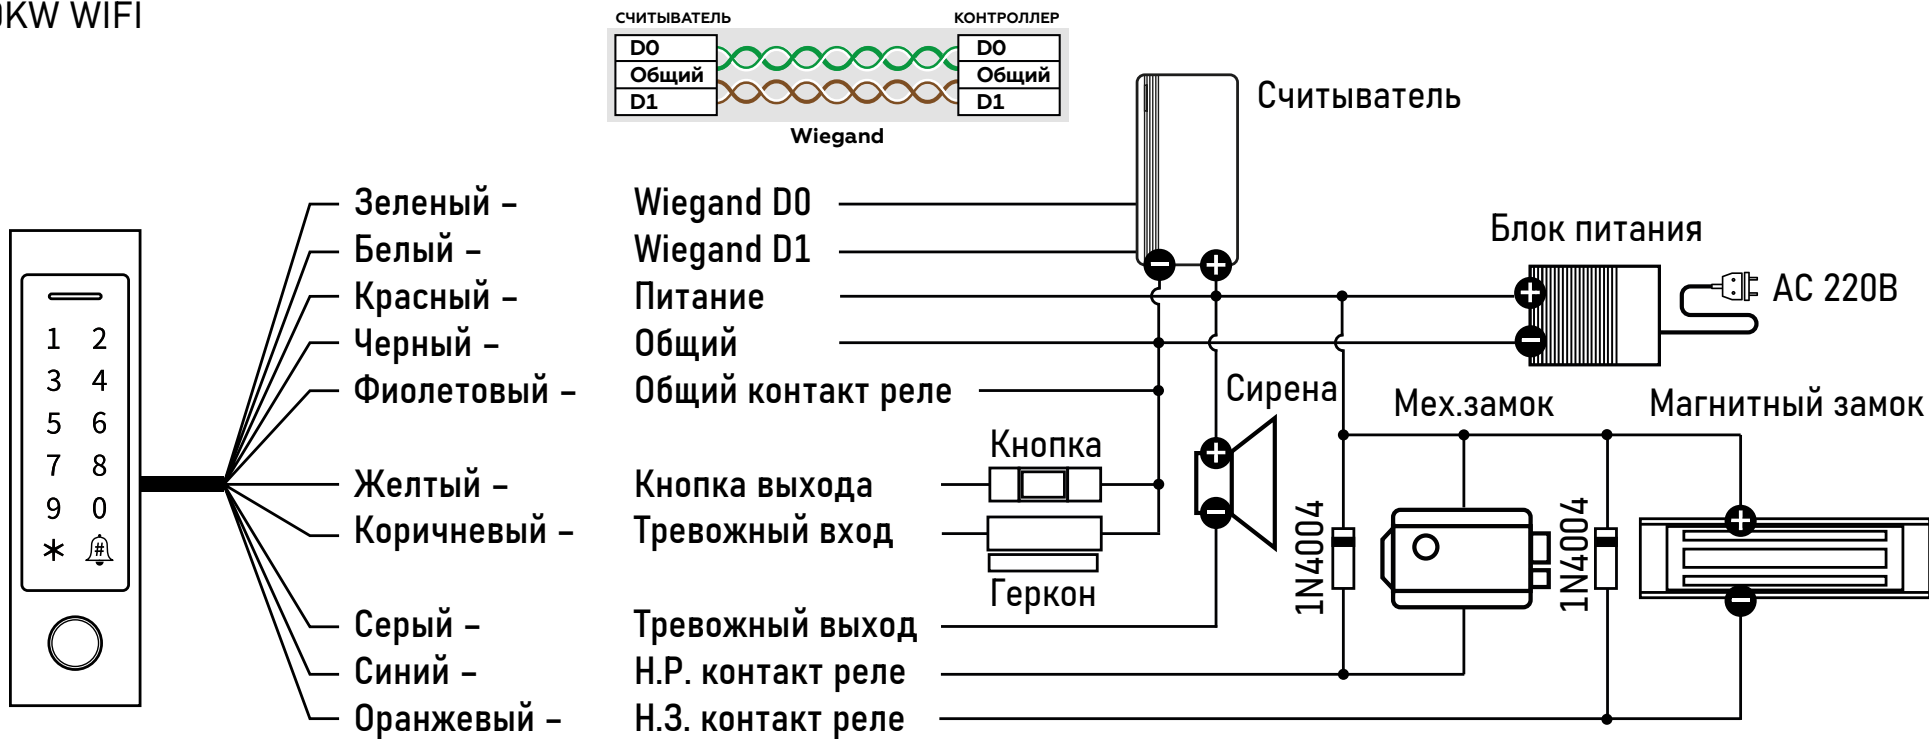 KW WIFI
СЧИТЫВАТЕЛЬ КОНТРОЛЛЕР
D0 D0
Общий Общий
D1 D1
Wiegand
Считыватель
Зеленый – Wiegand D0
Белый – Wiegand D1
Красный – Питание
Черный – Общий
Фиолетовый – Общий контакт реле
Желтый – Кнопка выхода
Коричневый – Тревожный вход
Серый – Тревожный выход
Синий – Н.Р. контакт реле
Оранжевый – Н.З. контакт реле
Блок питания
AC 220В
Сирена
Мех.замок
Магнитный замок
Кнопка
Геркон
1N4004
1N4004
1 2
3 4
5 6
7 8
9 0
* #